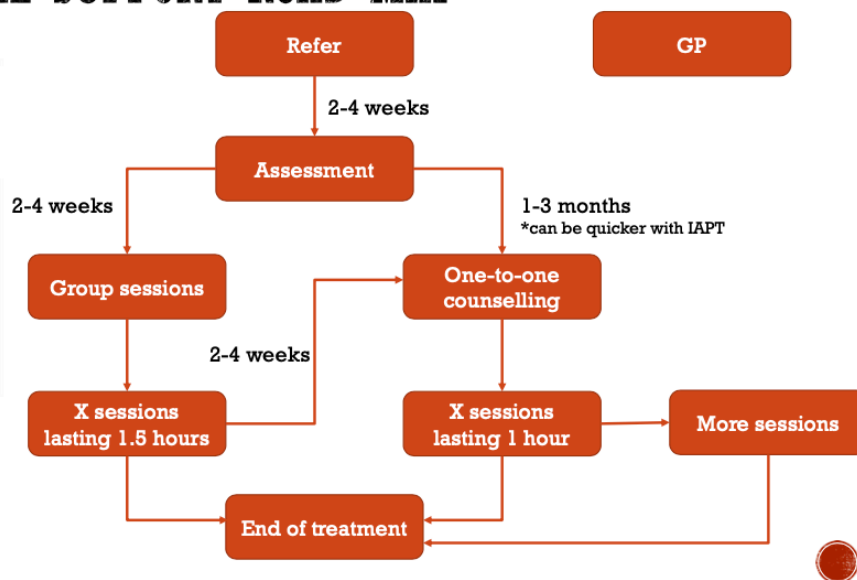 Refer
GP
2-4 weeks
Assessment
2-4 weeks
1-3 months
*can be quicker with IAPT
Group sessions
One-to-one
counselling
2-4 weeks
X sessions
lasting 1.5 hours
X sessions
lasting 1 hour
More sessions
End of treatment